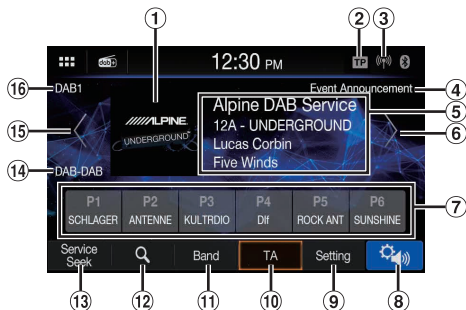 ① ② ③
dab+
12:30 PM
TP
⑯ DAB1
Event Announcement ④
ALPINE
UNDERGROUND
Alpine DAB Service ⑤
12A - UNDERGROUND
Lucas Corbin
Five Winds
⑮ ⑥
⑭ DAB-DAB
P1 P2 P3 P4 P5 P6 ⑦
SCHLAGER ANTENNE KULTRDIO Dlf ROCK ANT SUNSHINE
Service Seek Band TA Setting
⑬ ⑫ ⑪ ⑩ ⑨ ⑧